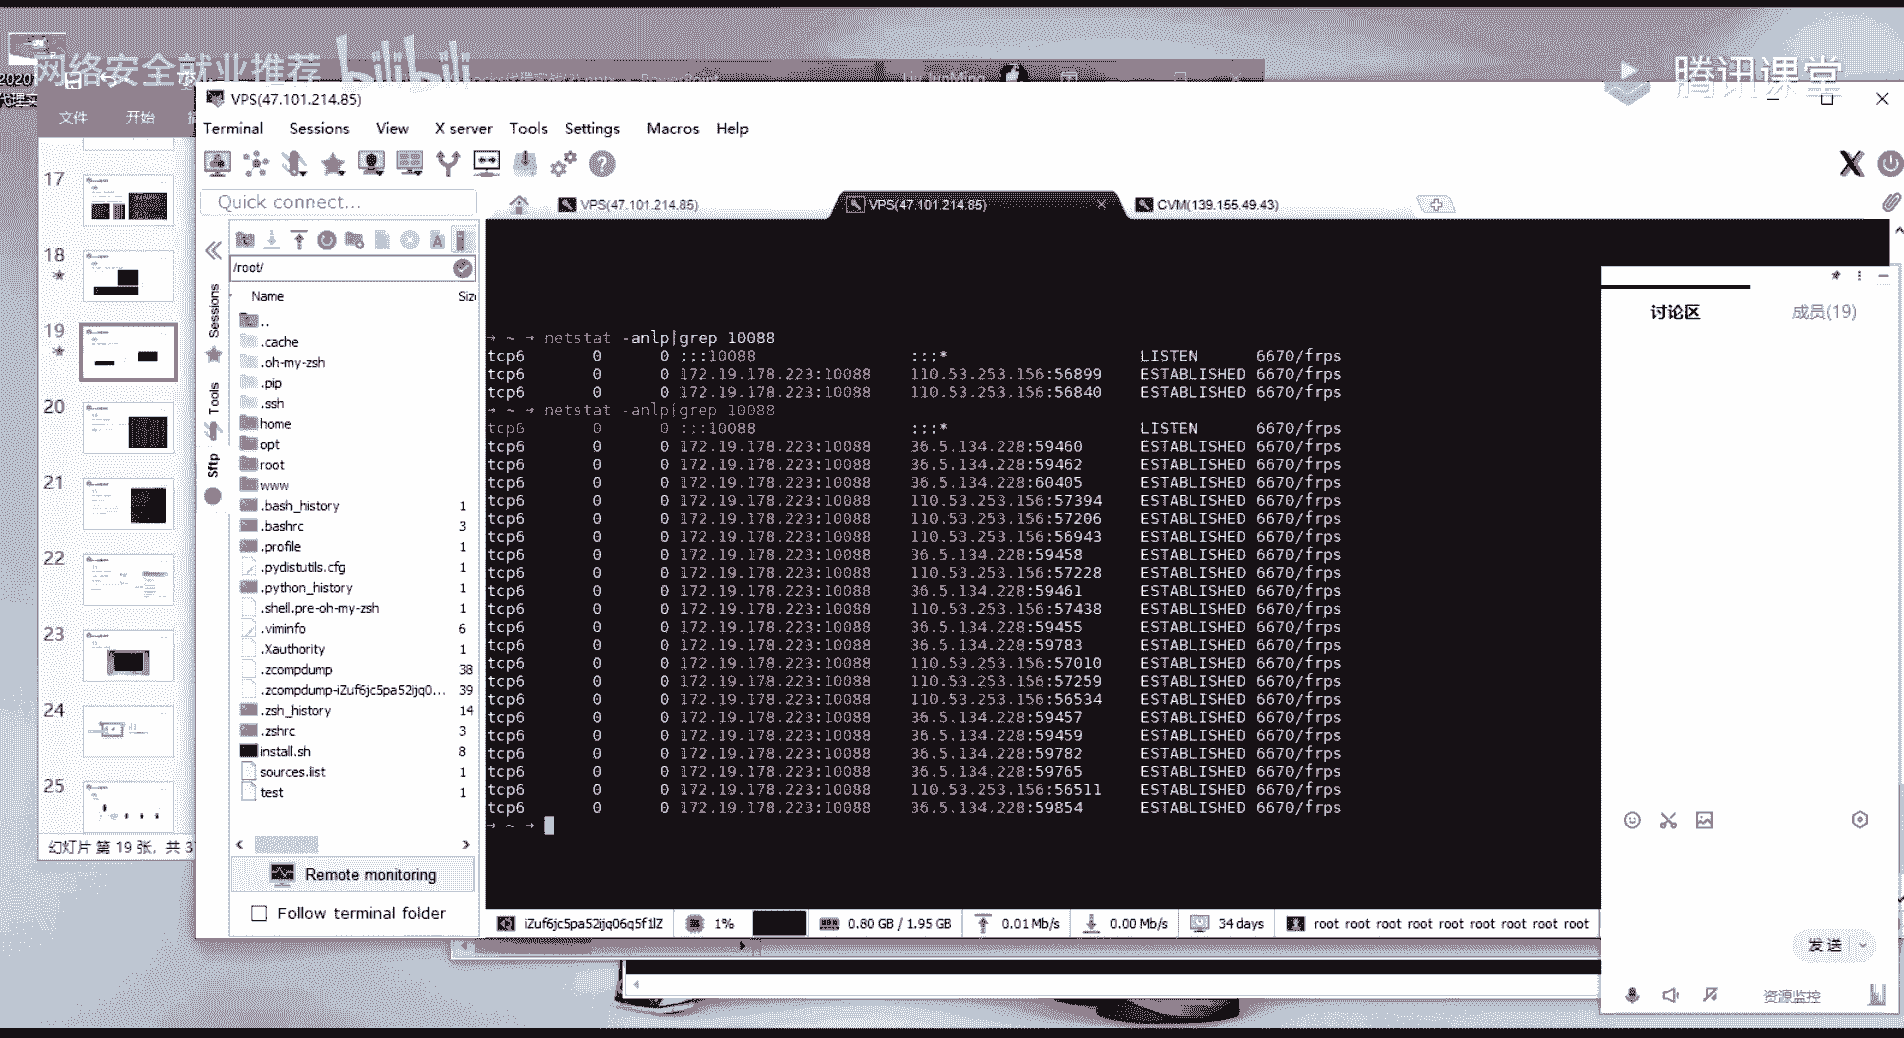 网络安全就业推荐 bilibili
腾讯课堂
2020
PowerPoint
Liu JunMing
文件 开始
VPS(47.101.214.85)
Terminal Sessions View X server Tools Settings Macros Help
Quick connect...
VPS(47.101.214.85) VPS(47.101.214.85) CVM(139.155.49.43)
/root/
Name
Sessions
Tools
Sftp
..
.cache
.oh-my-zsh
.pip
.ssh
home
opt
root
www
.bash_history 1
.bashrc 3
.profile 1
.pydistutils.cfg 1
.python_history 1
.shell.pre-oh-my-zsh 1
.viminfo 6
.Xauthority 1
.zcompdump 38
.zcompdump-iZuf6jc5pa52ijq0... 39
.zsh_history 14
.zshrc 3
install.sh 8
sources.list 1
test 1
Remote monitoring
Follow terminal folder
17
18
19
20
21
22
23
24
25
幻灯片 第 19 张，共 3
→ ~ → netstat -anlp|grep 10088
tcp6 0 0 :::10088 :::* LISTEN 6670/frps
tcp6 0 0 172.19.178.223:10088 110.53.253.156:56899 ESTABLISHED 6670/frps
tcp6 0 0 172.19.178.223:10088 110.53.253.156:56840 ESTABLISHED 6670/frps
→ ~ → netstat -anlp|grep 10088
tcp6 0 0 :::10088 :::* LISTEN 6670/frps
tcp6 0 0 172.19.178.223:10088 36.5.134.228:59460 ESTABLISHED 6670/frps
tcp6 0 0 172.19.178.223:10088 36.5.134.228:59462 ESTABLISHED 6670/frps
tcp6 0 0 172.19.178.223:10088 36.5.134.228:60405 ESTABLISHED 6670/frps
tcp6 0 0 172.19.178.223:10088 110.53.253.156:57394 ESTABLISHED 6670/frps
tcp6 0 0 172.19.178.223:10088 110.53.253.156:57206 ESTABLISHED 6670/frps
tcp6 0 0 172.19.178.223:10088 110.53.253.156:56943 ESTABLISHED 6670/frps
tcp6 0 0 172.19.178.223:10088 36.5.134.228:59458 ESTABLISHED 6670/frps
tcp6 0 0 172.19.178.223:10088 110.53.253.156:57228 ESTABLISHED 6670/frps
tcp6 0 0 172.19.178.223:10088 36.5.134.228:59461 ESTABLISHED 6670/frps
tcp6 0 0 172.19.178.223:10088 110.53.253.156:57438 ESTABLISHED 6670/frps
tcp6 0 0 172.19.178.223:10088 36.5.134.228:59455 ESTABLISHED 6670/frps
tcp6 0 0 172.19.178.223:10088 36.5.134.228:59783 ESTABLISHED 6670/frps
tcp6 0 0 172.19.178.223:10088 110.53.253.156:57010 ESTABLISHED 6670/frps
tcp6 0 0 172.19.178.223:10088 110.53.253.156:57259 ESTABLISHED 6670/frps
tcp6 0 0 172.19.178.223:10088 110.53.253.156:56534 ESTABLISHED 6670/frps
tcp6 0 0 172.19.178.223:10088 36.5.134.228:59457 ESTABLISHED 6670/frps
tcp6 0 0 172.19.178.223:10088 36.5.134.228:59459 ESTABLISHED 6670/frps
tcp6 0 0 172.19.178.223:10088 36.5.134.228:59782 ESTABLISHED 6670/frps
tcp6 0 0 172.19.178.223:10088 36.5.134.228:59765 ESTABLISHED 6670/frps
tcp6 0 0 172.19.178.223:10088 110.53.253.156:56511 ESTABLISHED 6670/frps
tcp6 0 0 172.19.178.223:10088 36.5.134.228:59854 ESTABLISHED 6670/frps
→ ~ →
iZuf6jc5pa52ijq06q5f1lZ 1% 0.80 GB / 1.95 GB 0.01 Mb/s 0.00 Mb/s 34 days root root root root root root root root root
讨论区 成员(19)
发送
资源监控